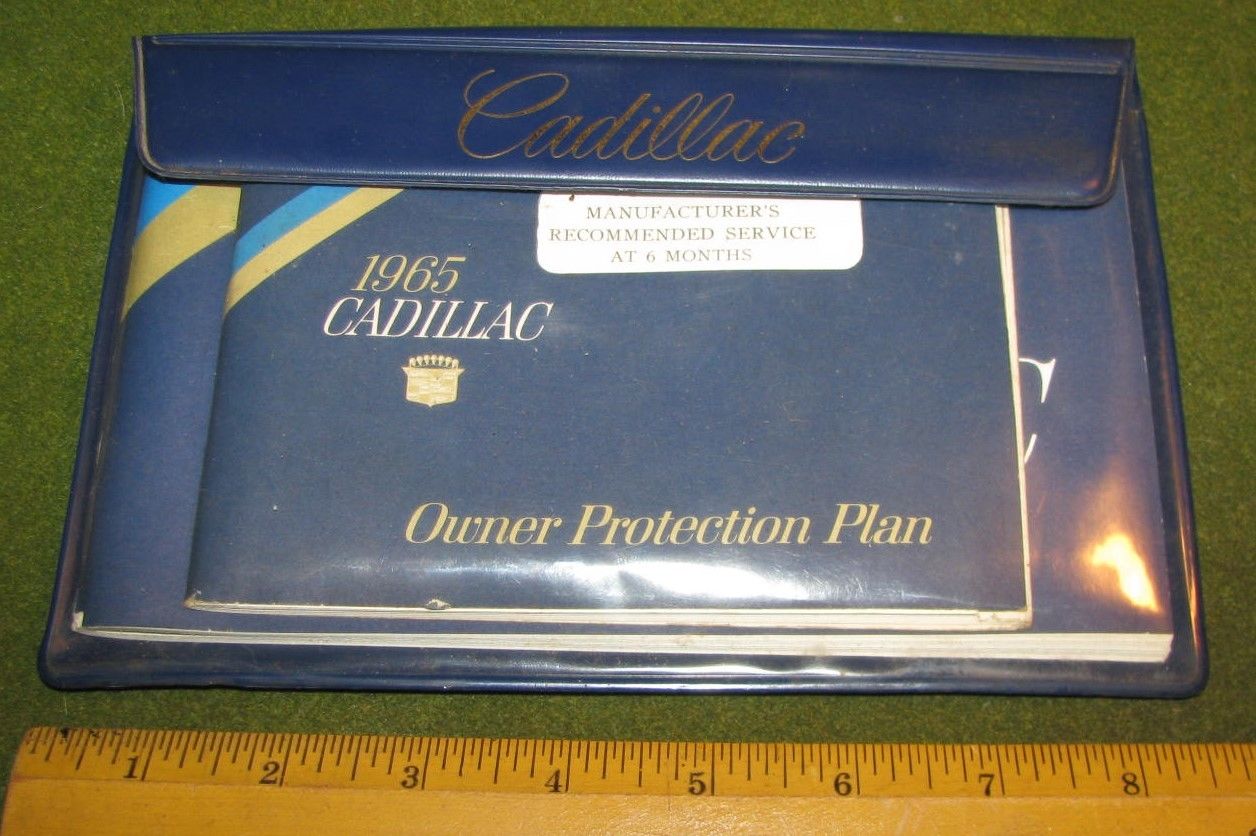 Cadillac
MANUFACTURER'S
RECOMMENDED SERVICE
AT 6 MONTHS
1965
CADILLAC
C
Owner Protection Plan
1 2 3 4 5 6 7 8